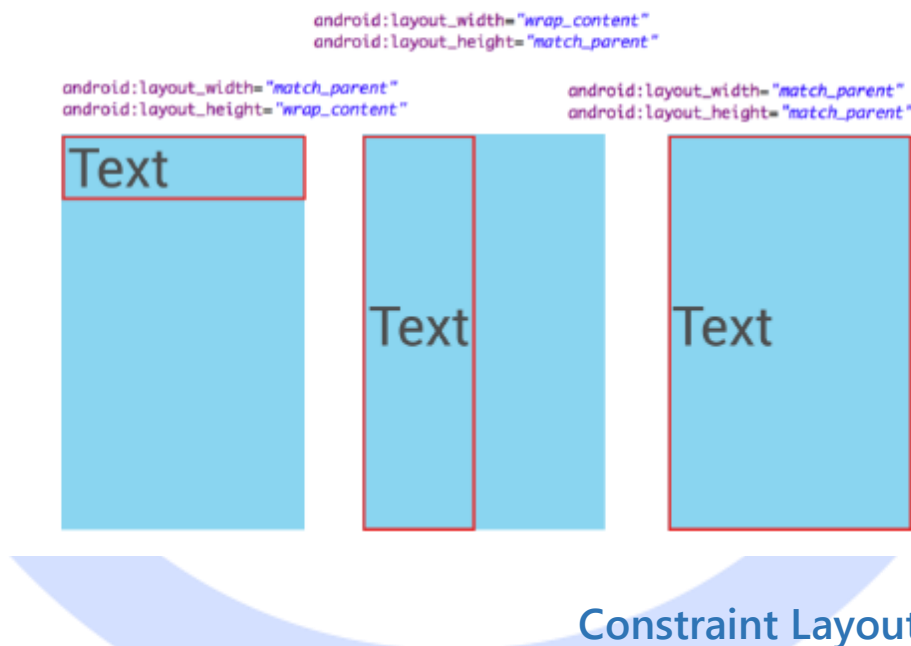 android:layout_width="wrap_content"
android:layout_height="match_parent"
android:layout_width="match_parent"
android:layout_height="wrap_content"
android:layout_width="match_parent"
android:layout_height="match_parent"
Text
Text
Text
Constraint Layout